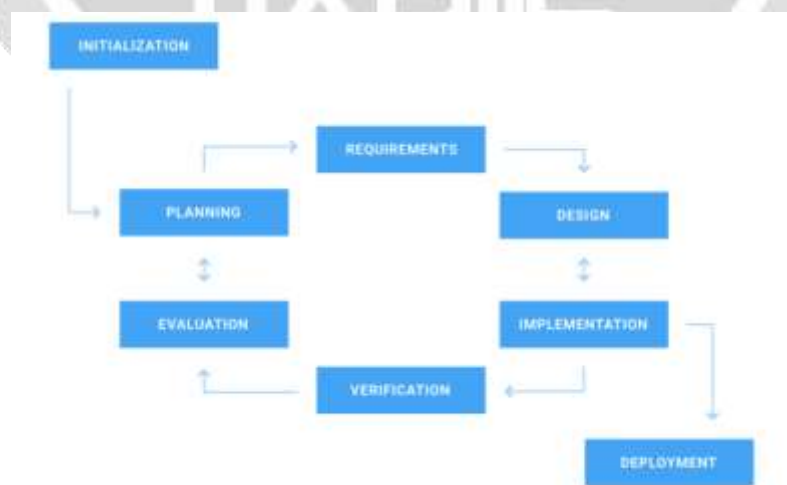 INITIALIZATION
REQUIREMENTS
PLANNING
DESIGN
EVALUATION
IMPLEMENTATION
VERIFICATION
DEPLOYMENT